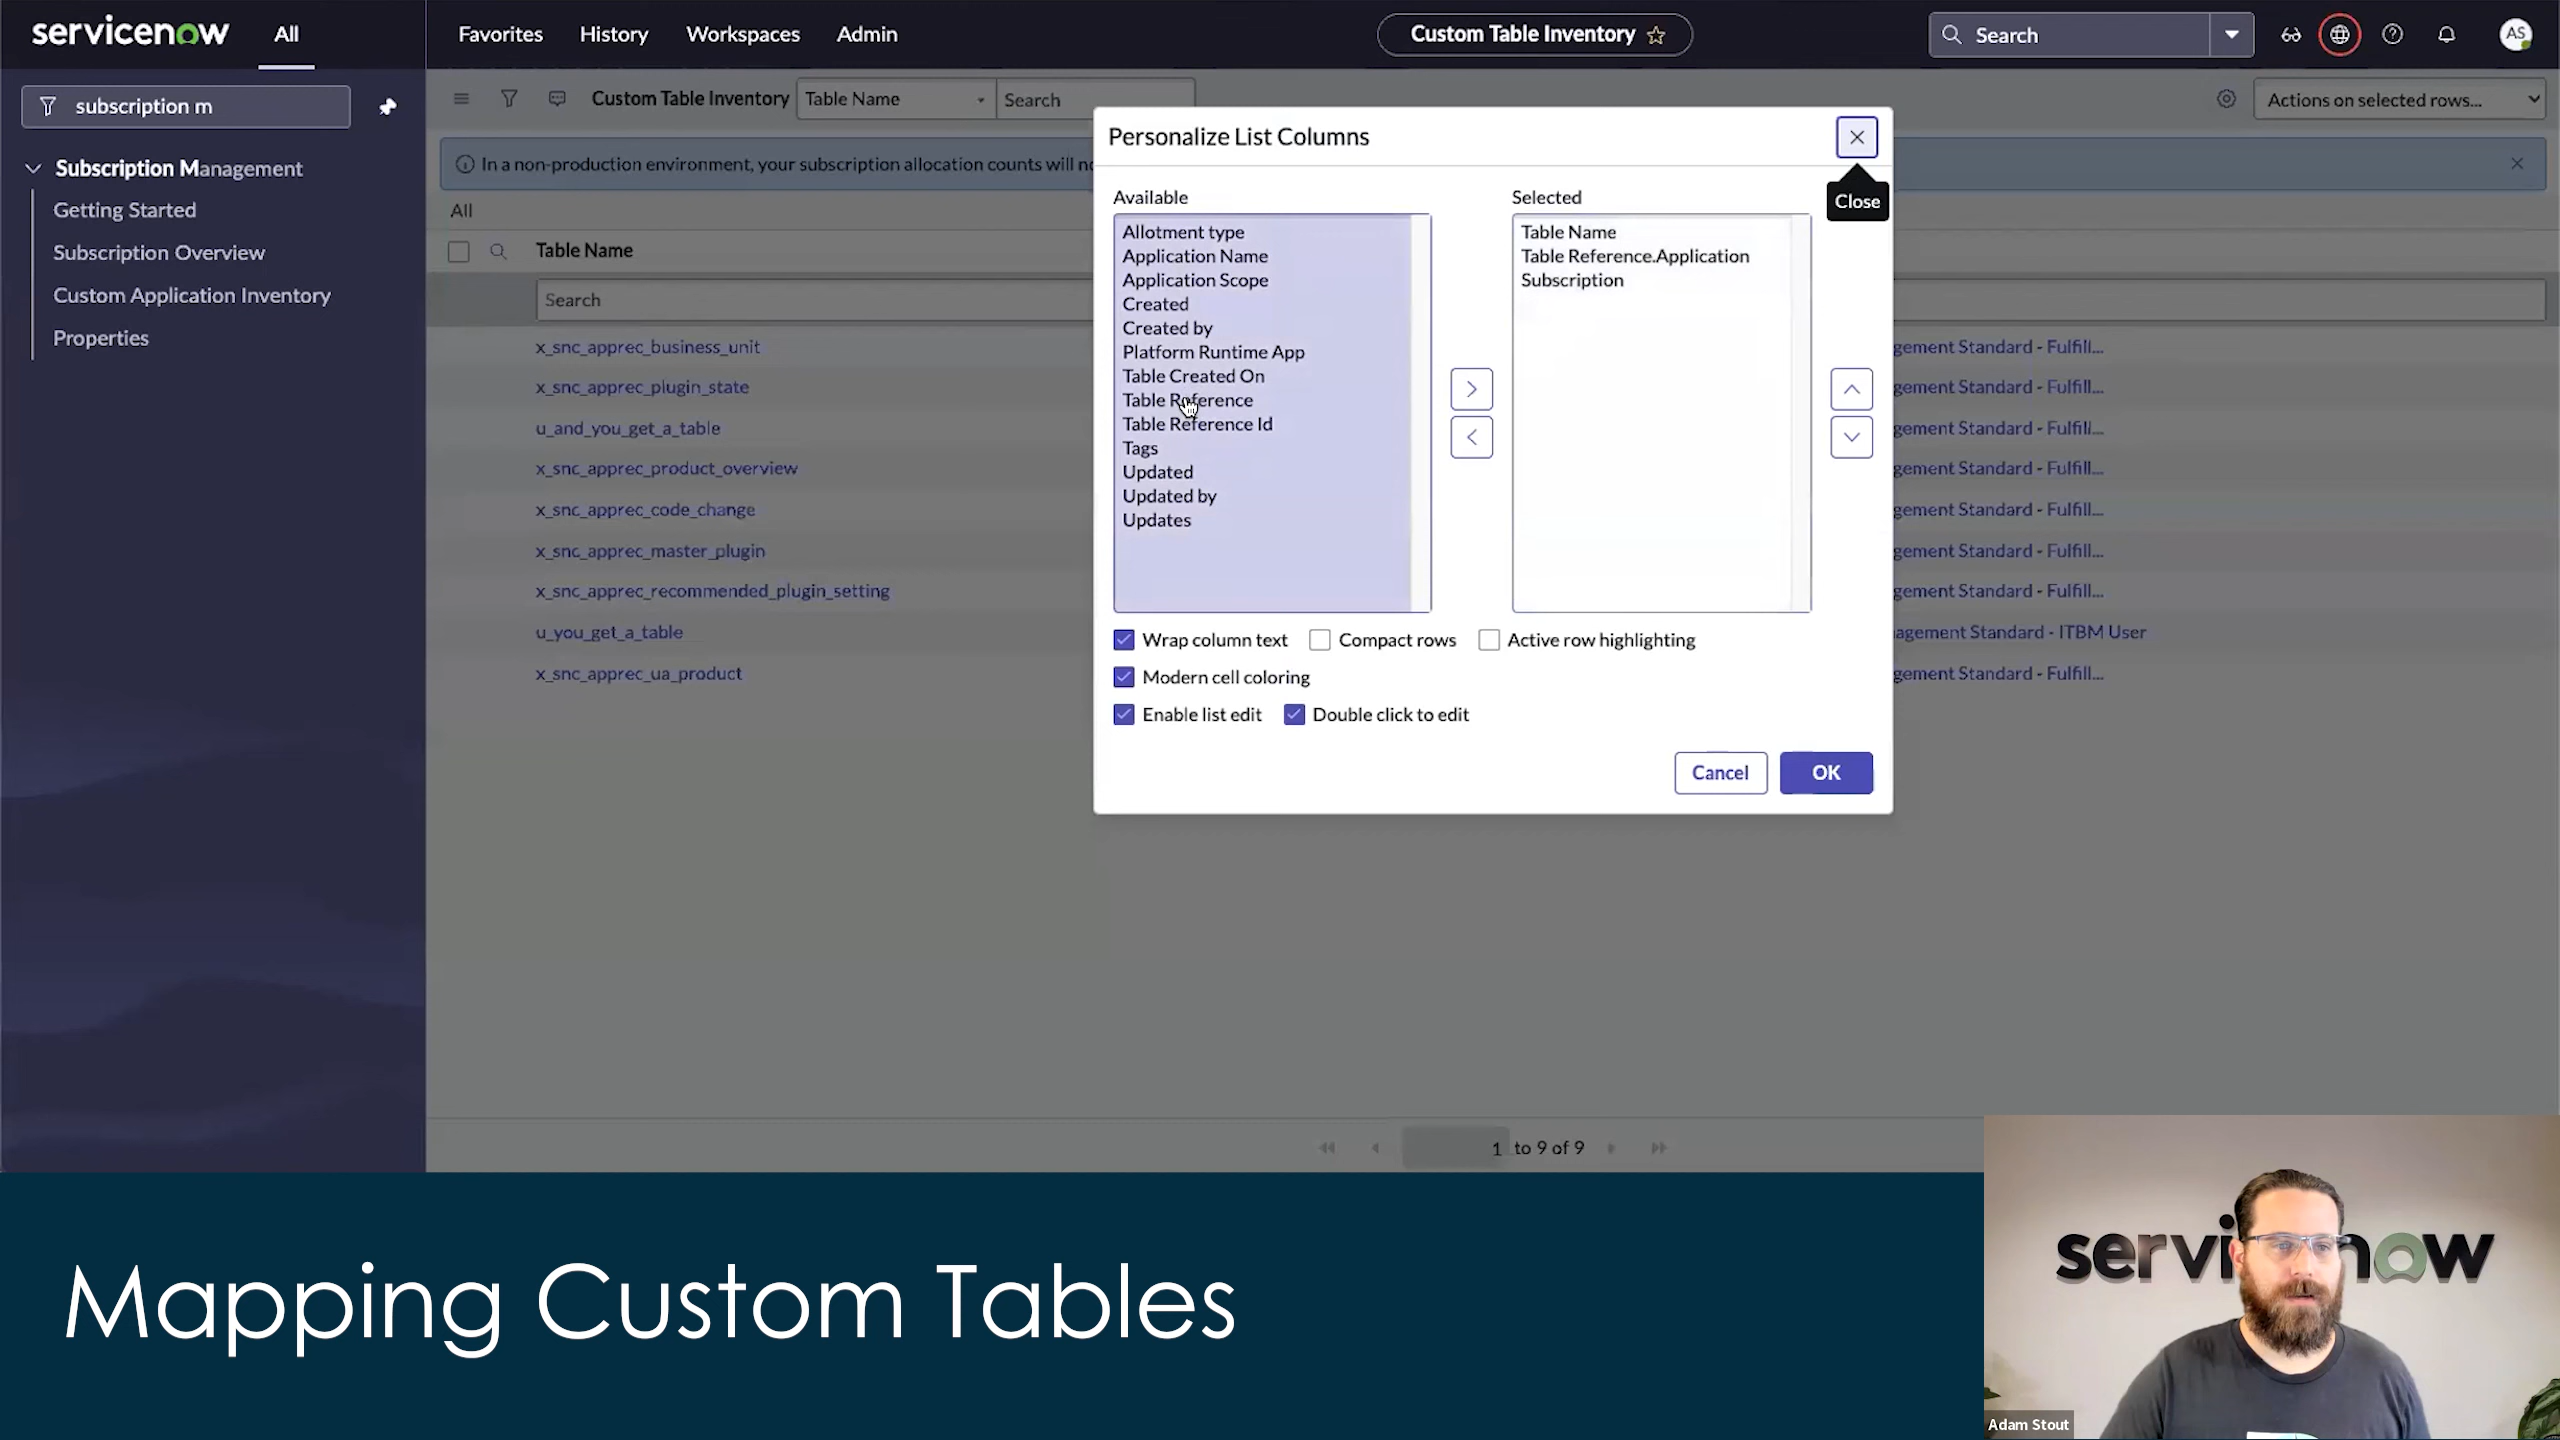 servicenow
All
Favorites
History
Workspaces
Admin
Custom Table Inventory
Search
AS
subscription m
Subscription Management
Getting Started
Subscription Overview
Custom Application Inventory
Properties
Custom Table Inventory
Table Name
Search
Actions on selected rows...
In a non-production environment, your subscription allocation counts will
All
Table Name
Search
x_snc_apprec_business_unit
gement Standard - Fulfill...
x_snc_apprec_plugin_state
gement Standard - Fulfill...
u_and_you_get_a_table
gement Standard - Fulfill...
x_snc_apprec_product_overview
gement Standard - Fulfill...
x_snc_apprec_code_change
gement Standard - Fulfill...
x_snc_apprec_master_plugin
gement Standard - Fulfill...
x_snc_apprec_recommended_plugin_setting
gement Standard - Fulfill...
u_you_get_a_table
agement Standard - ITBM User
x_snc_apprec_ua_product
gement Standard - Fulfill...
Personalize List Columns
Close
Available
Allotment type
Application Name
Application Scope
Created
Created by
Platform Runtime App
Table Created On
Table Reference
Table Reference Id
Tags
Updated
Updated by
Updates
Selected
Table Name
Table Reference.Application
Subscription
Wrap column text
Compact rows
Active row highlighting
Modern cell coloring
Enable list edit
Double click to edit
Cancel
OK
1 to 9 of 9
Mapping Custom Tables
servicenow
Adam Stout